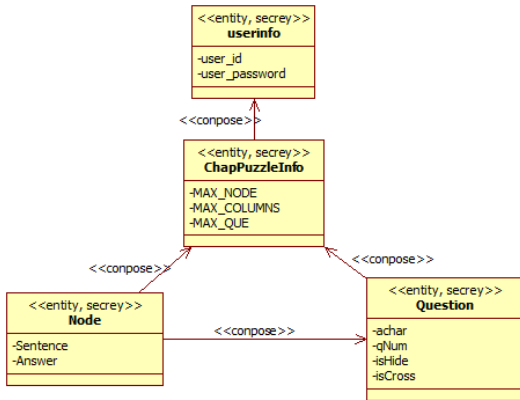 <<entity, secrey>>
userinfo
-user_id
-user_password
<<conpose>>
<<entity, secrey>>
ChapPuzzleInfo
-MAX_NODE
-MAX_COLUMNS
-MAX_QUE
<<conpose>>
<<conpose>>
<<entity, secrey>>
Node
-Sentence
-Answer
<<conpose>>
<<entity, secrey>>
Question
-achar
-qNum
-isHide
-isCross